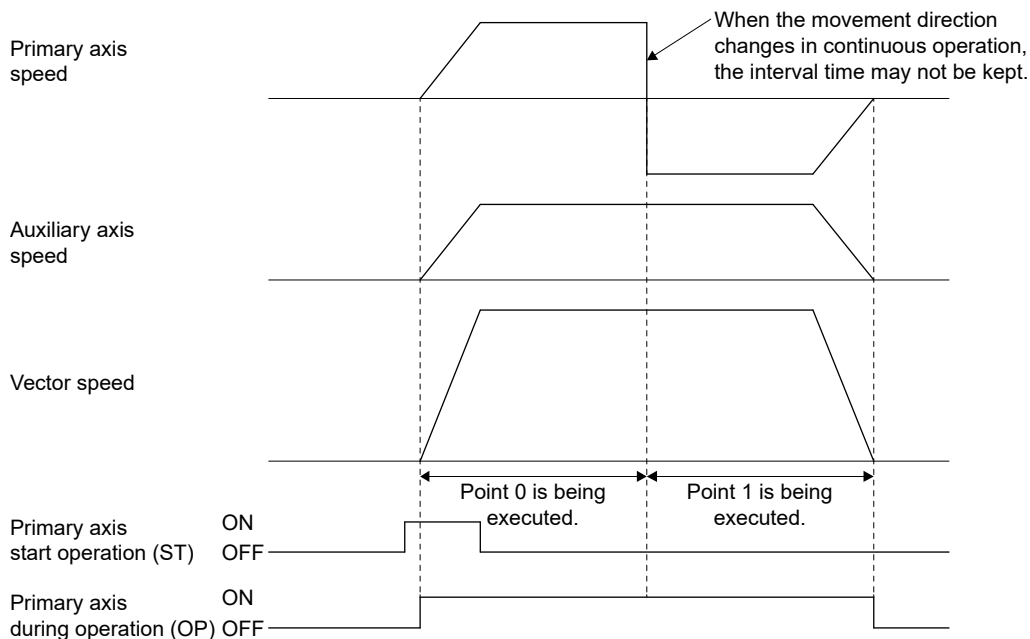 Primary axis
speed
When the movement direction
changes in continuous operation,
the interval time may not be kept.
Auxiliary axis
speed
Vector speed
Point 0 is being
executed.
Point 1 is being
executed.
Primary axis
start operation (ST)
ON
OFF
Primary axis
during operation (OP)
ON
OFF